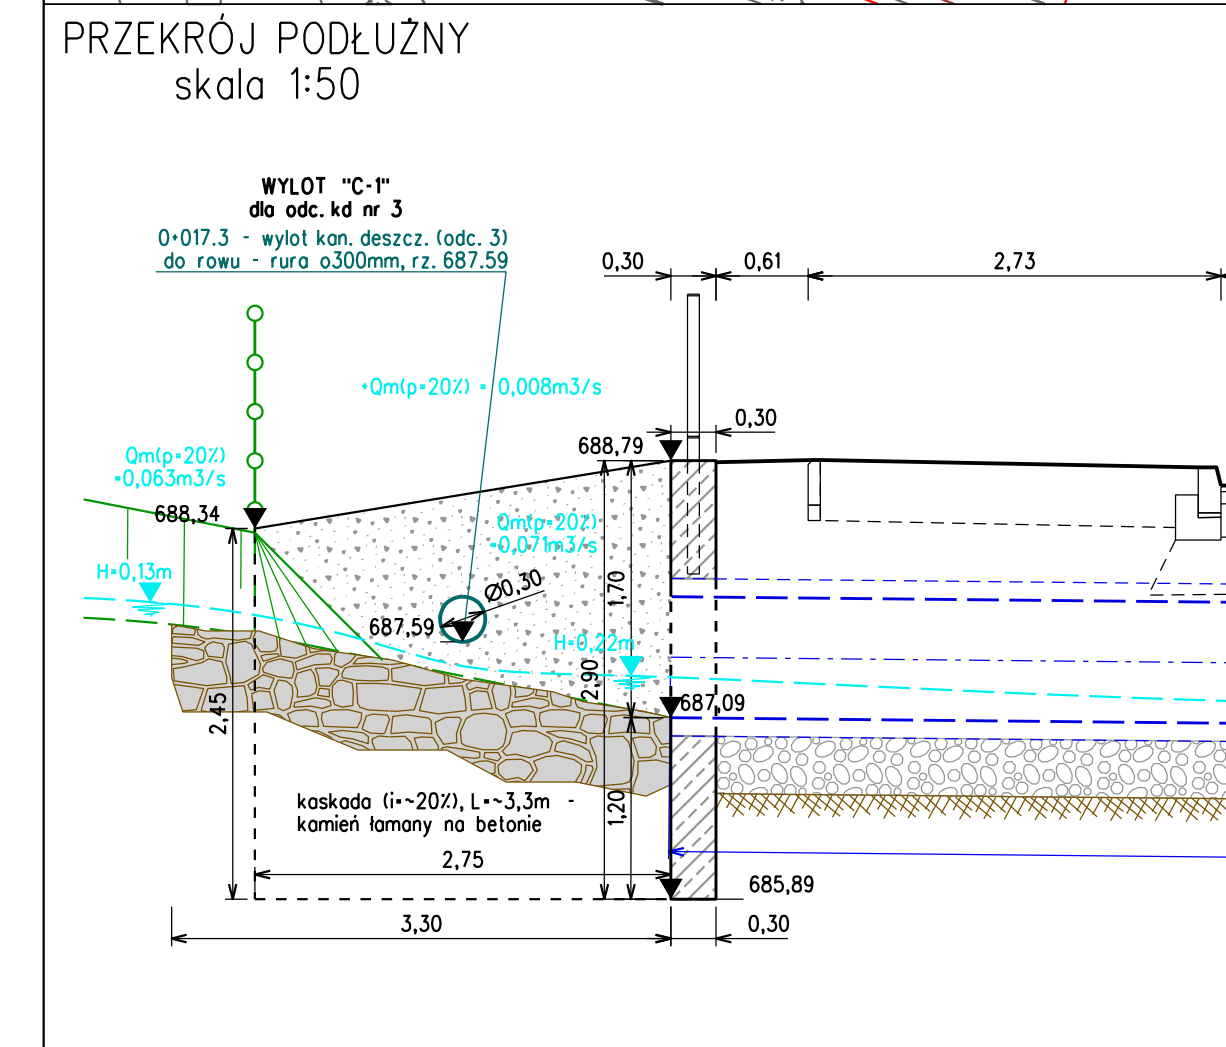 PRZEKRÓJ PODŁUŻNY
skala 1:50
WYLOT "C-1"
dla odc. kd nr 3
0+017.3 - wylot kan. deszcz. (odc. 3)
do rowu - rura o300mm, rz. 687.59
0,30
0,61
2,73
+Qm(p=20%) = 0,008m3/s
0,30
688,79
Qm(p=20%)
=0,063m3/s
688,34
Qm(p=20%)
=0,071m3/s
H=0,13m
Ø0,30
1,70
687,59
H=0,22m
2,90
687,09
2,45
kaskada (i=~20%), L=~3,3m -
kamień łamany na betonie
1,20
2,75
685,89
3,30
0,30